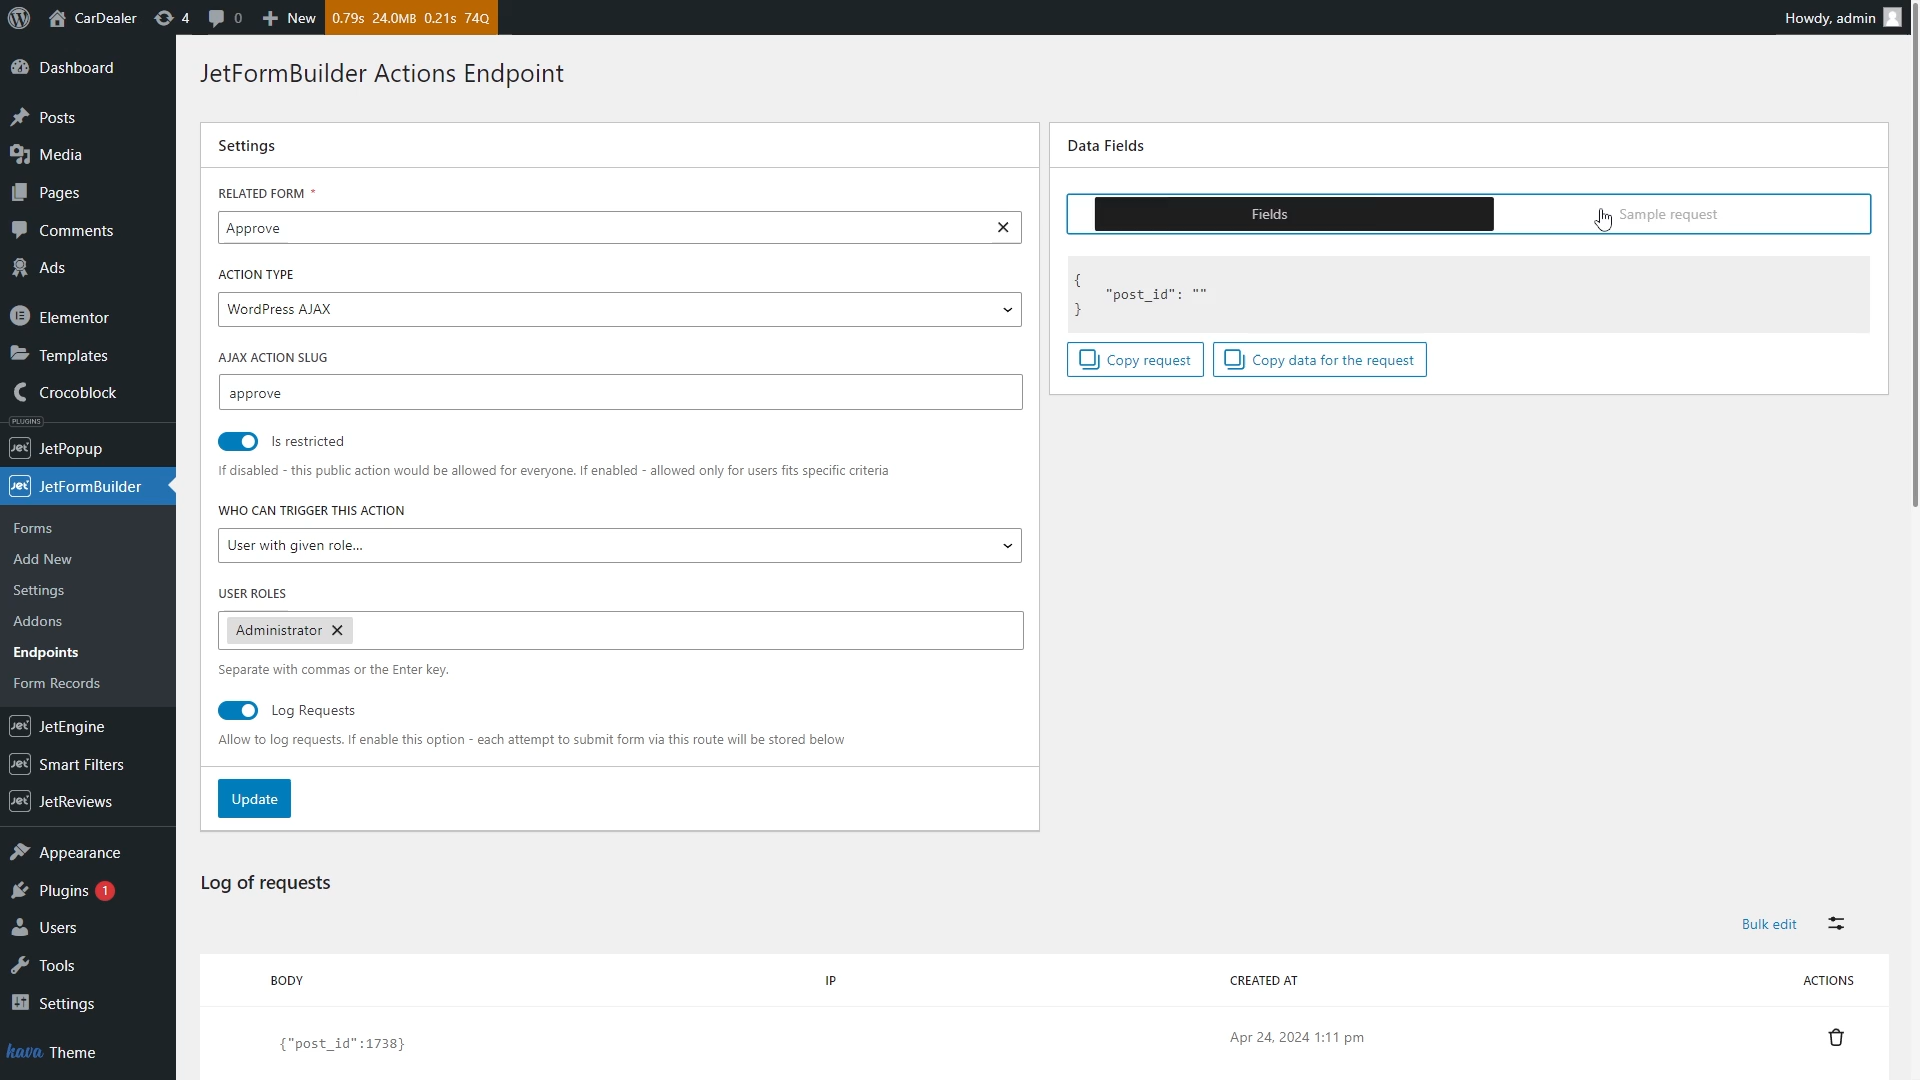 CarDealer 4 0 New 0.79s 24.0MB 0.21s 74Q Howdy, admin
Dashboard
Posts
Media
Pages
Comments
Ads
Elementor
Templates
Crocoblock
PLUGINS
Jet JetPopup
Jet JetFormBuilder
Forms
Add New
Settings
Addons
Endpoints
Form Records
Jet JetEngine
Jet Smart Filters
Jet JetReviews
Appearance
Plugins 1
Users
Tools
Settings
hava Theme
JetFormBuilder Actions Endpoint
Settings
RELATED FORM *
Approve
ACTION TYPE
WordPress AJAX
AJAX ACTION SLUG
approve
Is restricted
If disabled - this public action would be allowed for everyone. If enabled - allowed only for users fits specific criteria
WHO CAN TRIGGER THIS ACTION
User with given role...
USER ROLES
Administrator
Separate with commas or the Enter key.
Log Requests
Allow to log requests. If enable this option - each attempt to submit form via this route will be stored below
Update
Data Fields
Fields Sample request
{
"post_id": ""
}
Copy request Copy data for the request
Log of requests
Bulk edit
BODY IP CREATED AT ACTIONS
{"post_id":1738} Apr 24, 2024 1:11 pm